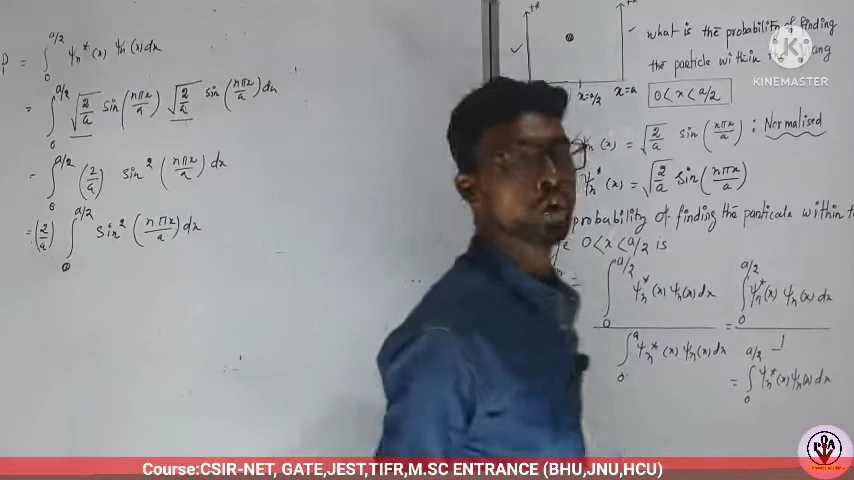 P = ∫₀^{a/2} ψₙ*(x) ψₙ(x) dx
= ∫₀^{a/2} √(2/a) sin(nπx/a) √(2/a) sin(nπx/a) dx
= ∫₀^{a/2} (2/a) sin² (nπx/a) dx
= (2/a) ∫₀^{a/2} sin² (nπx/a) dx
x=a/2 x=a
what is the probability of finding
the particle within the
0<x<a/2
KINEMASTER
ψₙ(x) = √(2/a) sin(nπx/a) : Normalised
ψₙ*(x) = √(2/a) sin(nπx/a)
probability of finding the particale within
0<x<a/2 is
∫₀^{a/2} ψₙ*(x) ψₙ(x) dx / ∫₀^{a} ψₙ*(x) ψₙ(x) dx = ∫₀^{a/2} ψₙ*(x) ψₙ(x) dx / 1
= ∫₀^{a/2} ψₙ*(x) ψₙ(x) dx
Course:CSIR-NET, GATE,JEST,TIFR,M.SC ENTRANCE (BHU,JNU,HCU)